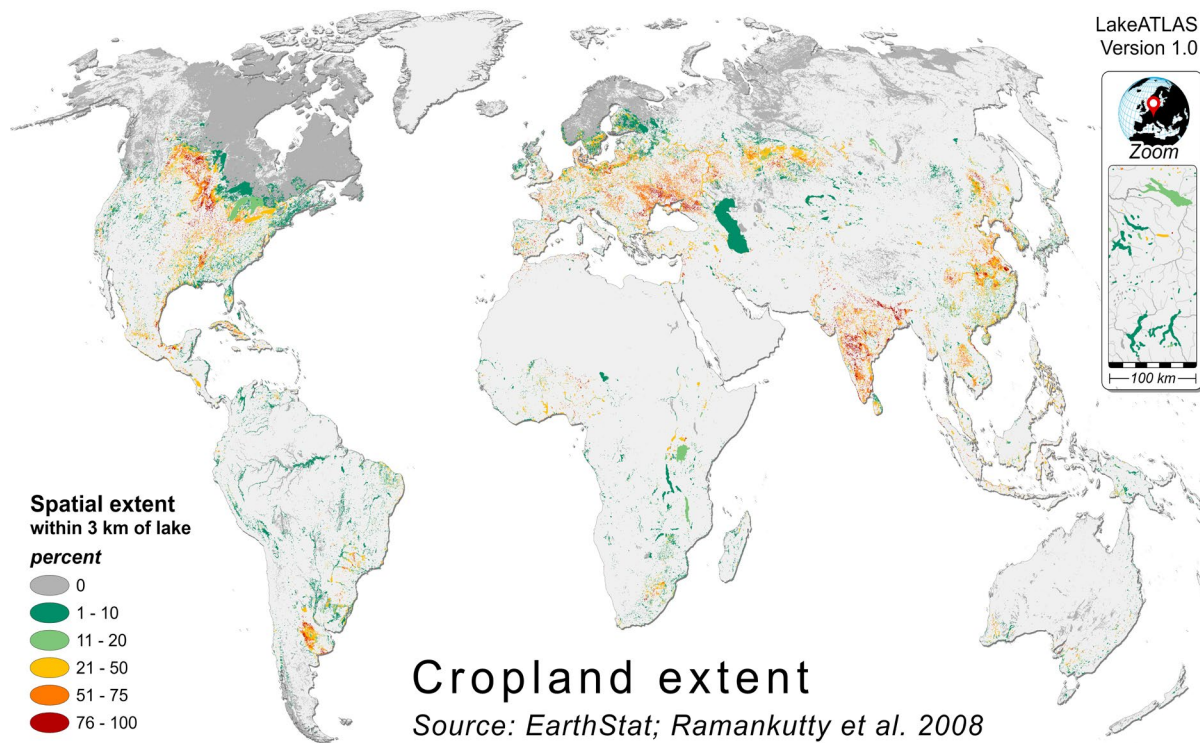 LakeATLAS
Version 1.0
Zoom
100 km
Spatial extent
within 3 km of lake
percent
0
1 - 10
11 - 20
21 - 50
51 - 75
76 - 100
Cropland extent
Source: EarthStat; Ramankutty et al. 2008